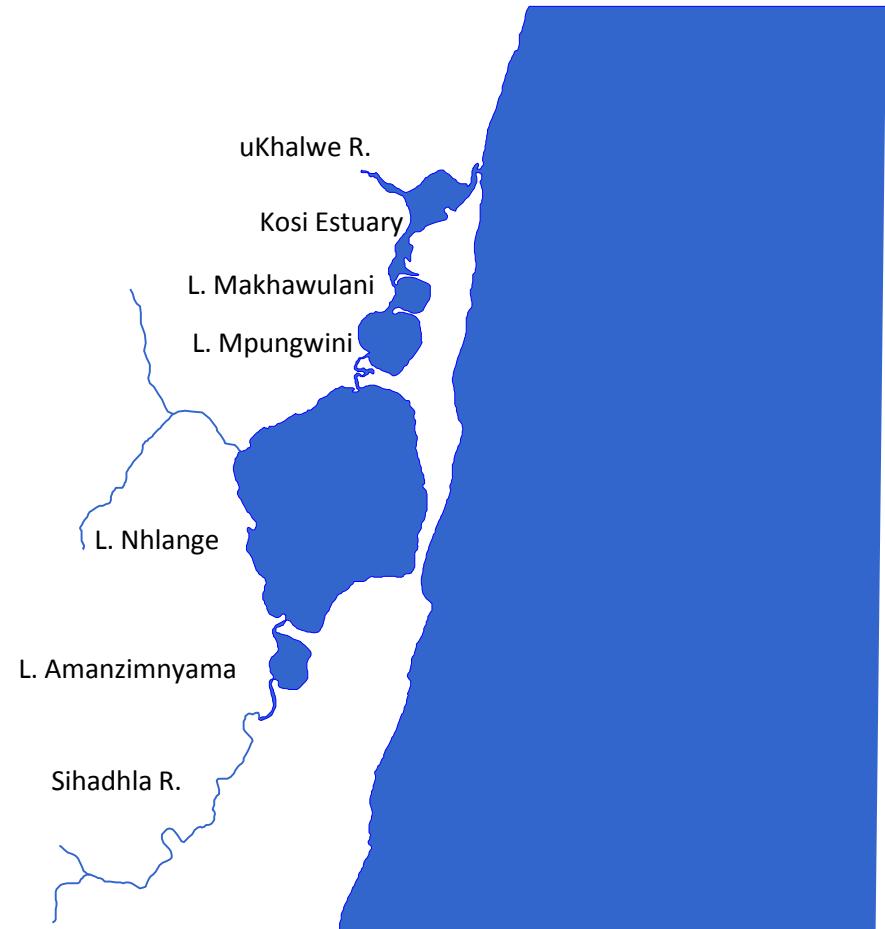 uKhalwe R.
Kosi Estuary
L. Makhawulani
L. Mpungwini
L. Nhlange
L. Amanzimnyama
Sihadhla R.